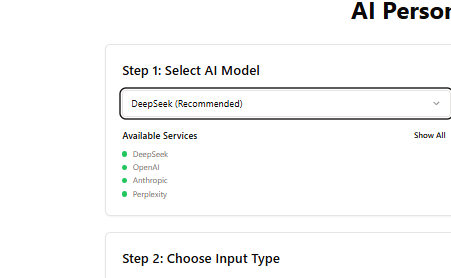 AI Person
Step 1: Select AI Model
DeepSeek (Recommended)
Available Services
Show All
DeepSeek
OpenAI
Anthropic
Perplexity
Step 2: Choose Input Type